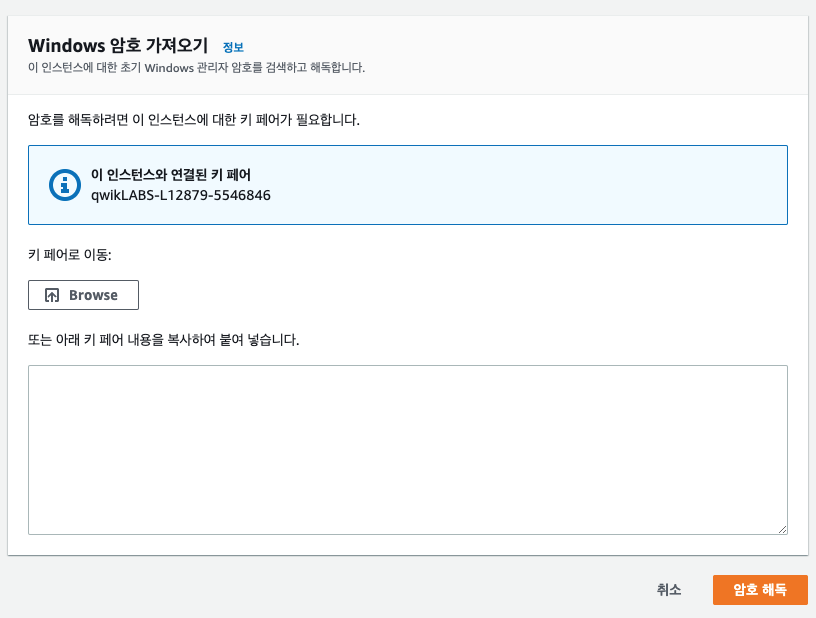 Windows 암호 가져오기 정보
이 인스턴스에 대한 초기 Windows 관리자 암호를 검색하고 해독합니다.
암호를 해독하려면 이 인스턴스에 대한 키 페어가 필요합니다.
이 인스턴스와 연결된 키 페어
qwikLABS-L12879-5546846
키 페어로 이동:
Browse
또는 아래 키 페어 내용을 복사하여 붙여 넣습니다.
취소 암호 해독